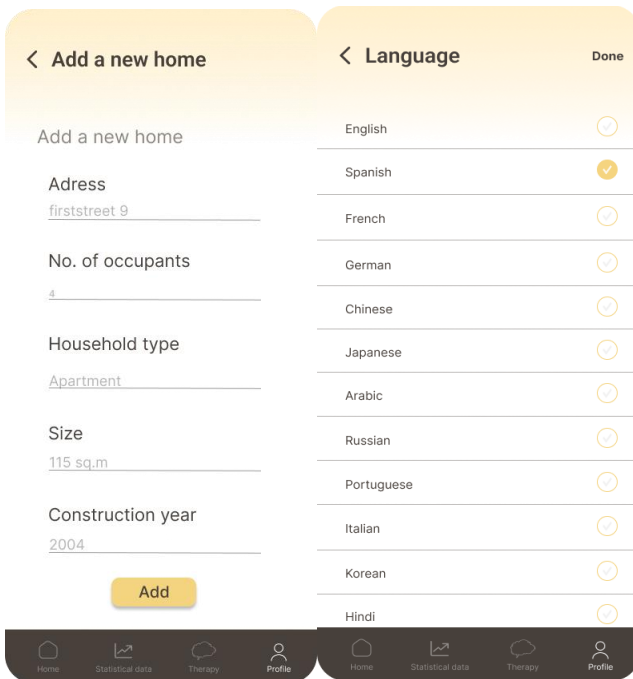 Add a new home
Add a new home
Adress
firststreet 9
No. of occupants
4
Household type
Apartment
Size
115 sq.m
Construction year
2004
Add
Home Statistical data Therapy Profile
Language Done
English
Spanish
French
German
Chinese
Japanese
Arabic
Russian
Portuguese
Italian
Korean
Hindi
Home Statistical data Therapy Profile